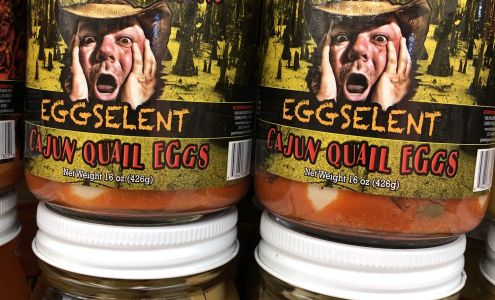 EGGSELENT
CAJUN QUAIL EGGS
Net Weight 16 oz (426g)
EGGSELENT
CAJUN QUAIL EGGS
Net Weight 16 oz (426g)